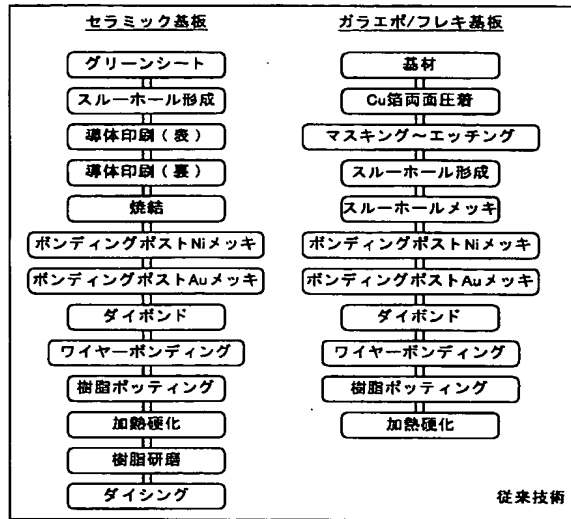 セラミック基板
グリーンシート
スルーホール形成
導体印刷(表)
導体印刷(裏)
焼結
ボンディングポストNiメッキ
ボンディングポストAuメッキ
ダイボンド
ワイヤーボンディング
樹脂ポッティング
加熱硬化
樹脂研磨
ダイシング
ガラエポ/フレキ基板
基材
Cu箔両面圧着
マスキング〜エッチング
スルーホール形成
スルーホールメッキ
ボンディングポストNiメッキ
ボンディングポストAuメッキ
ダイボンド
ワイヤーボンディング
樹脂ポッティング
加熱硬化
従来技術